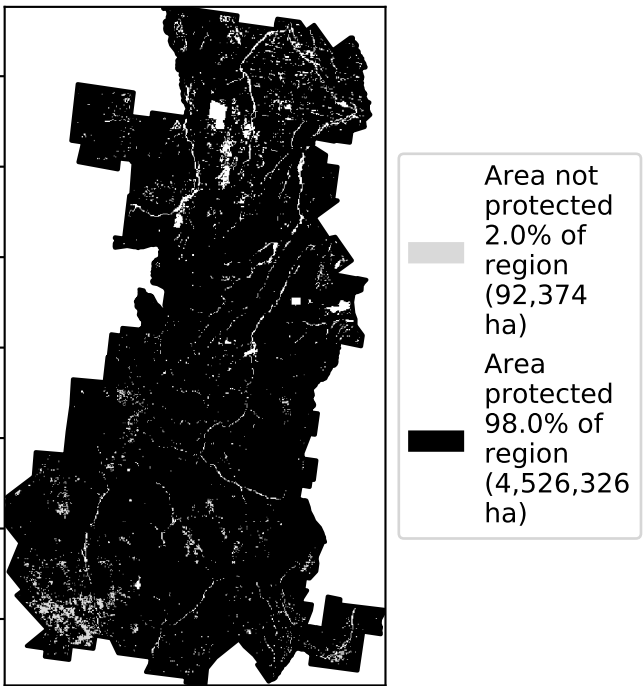 Area not
protected
2.0% of
region
(92,374
ha)
Area
protected
98.0% of
region
(4,526,326
ha)